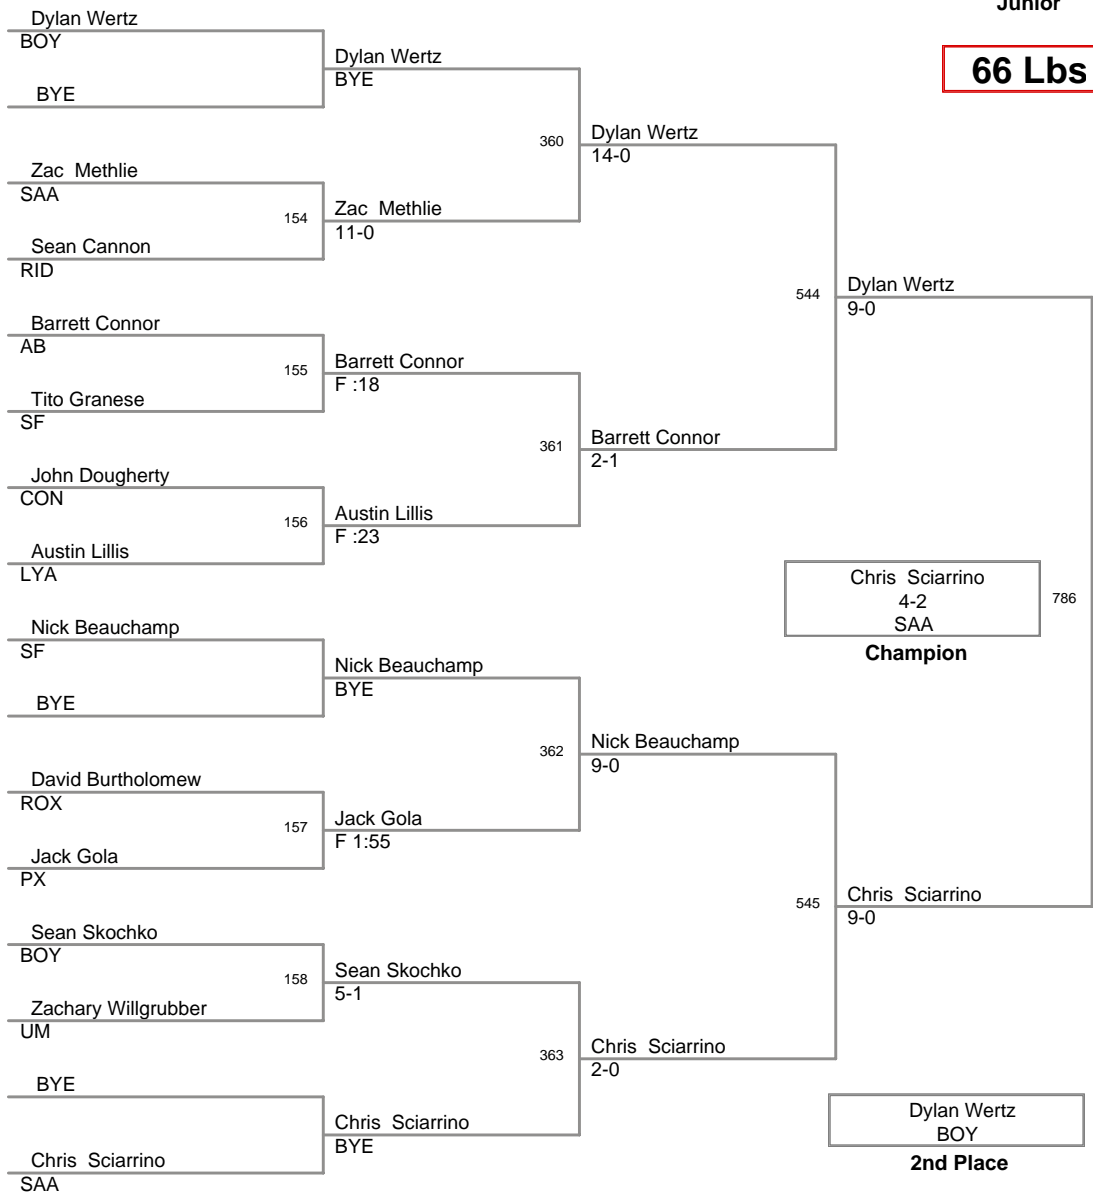 Junior
66 Lbs
Dylan Wertz
BOY
BYE
Zac Methlie
SAA
154
Sean Cannon
RID
Barrett Connor
AB
155
Tito Granese
SF
John Dougherty
CON
156
Austin Lillis
LYA
Nick Beauchamp
SF
BYE
David Burtholomew
ROX
157
Jack Gola
PX
Sean Skochko
BOY
158
Zachary Willgrubber
UM
BYE
Chris Sciarrino
SAA
Dylan Wertz
BYE
360
Zac Methlie
11-0
Barrett Connor
F :18
361
Austin Lillis
F :23
Nick Beauchamp
BYE
362
Jack Gola
F 1:55
Sean Skochko
5-1
363
Chris Sciarrino
BYE
Dylan Wertz
14-0
544
Barrett Connor
2-1
Nick Beauchamp
9-0
545
Chris Sciarrino
2-0
Dylan Wertz
9-0
786
Chris Sciarrino
9-0
Chris Sciarrino
4-2
SAA
Champion
Dylan Wertz
BOY
2nd Place